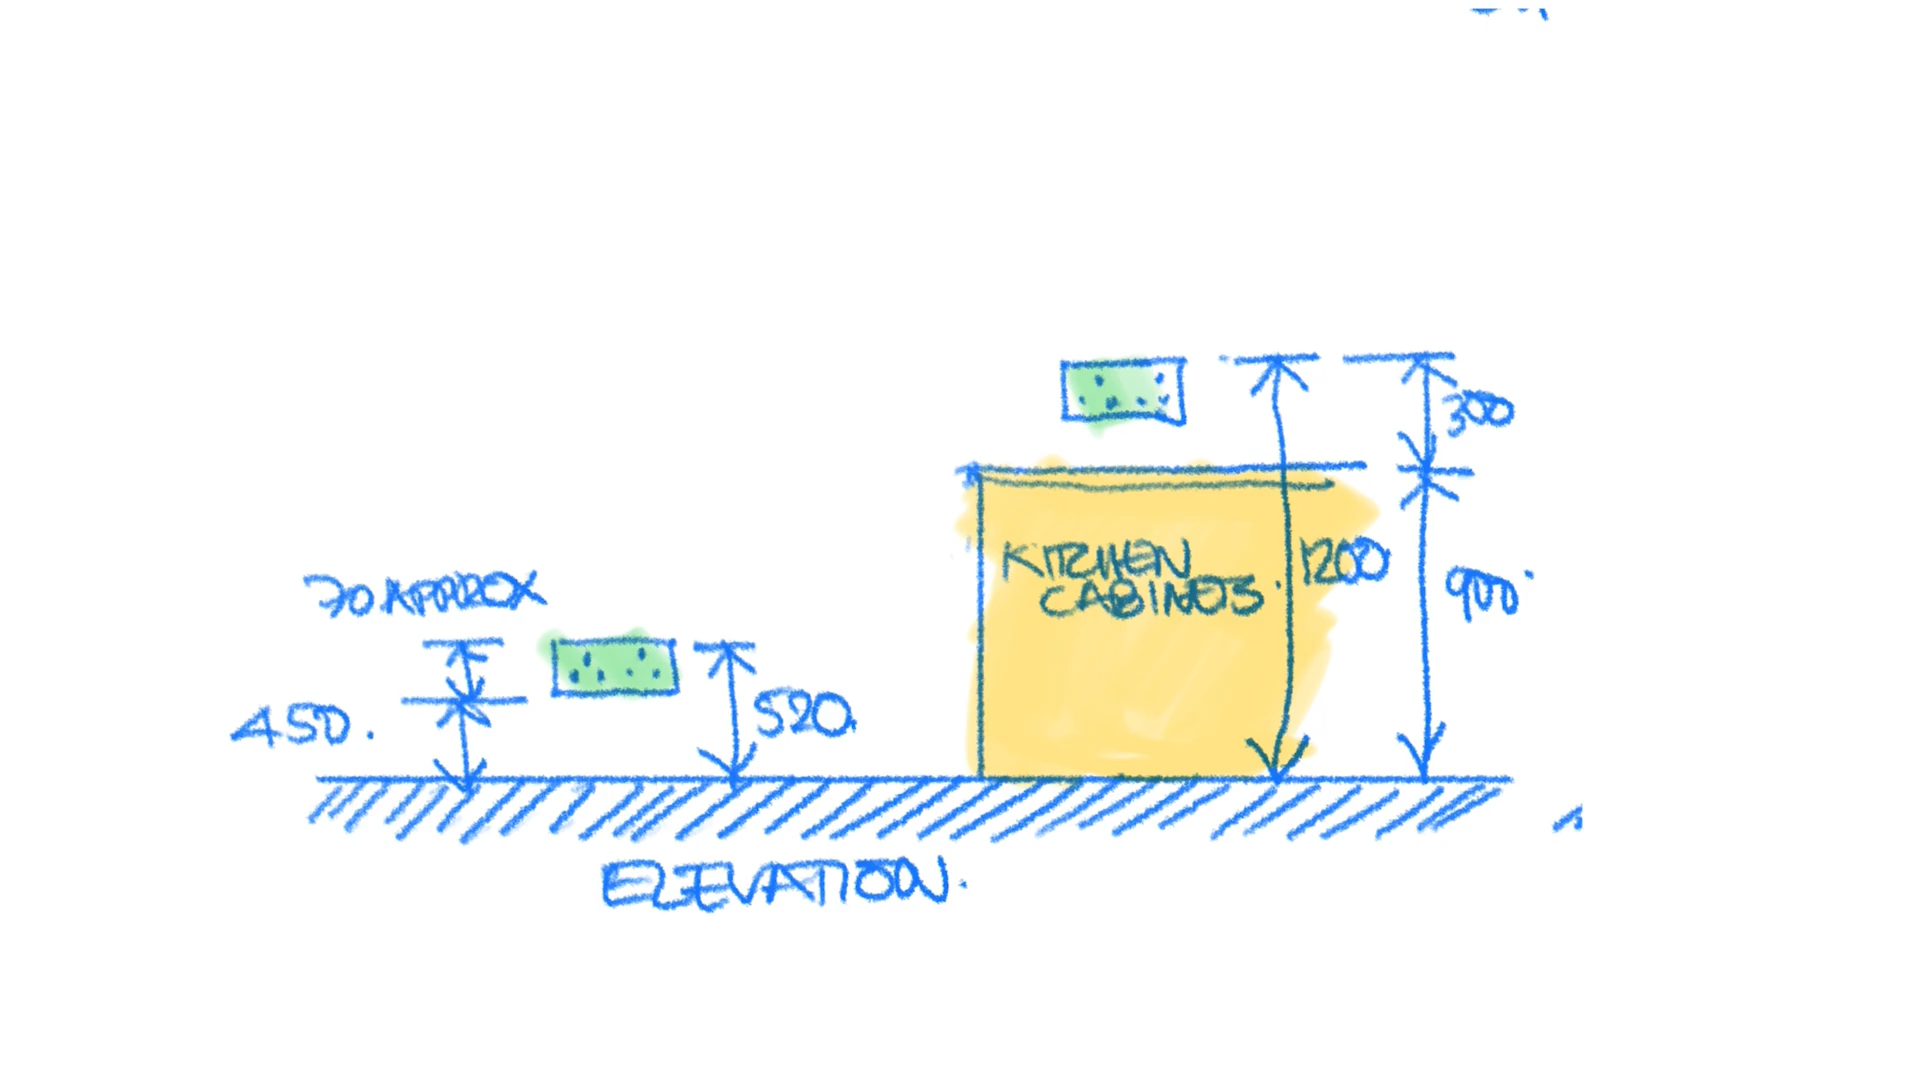 300
KITCHEN
CABINETS.
1200
900
70 APPROX
450.
520.
ELEVATION.